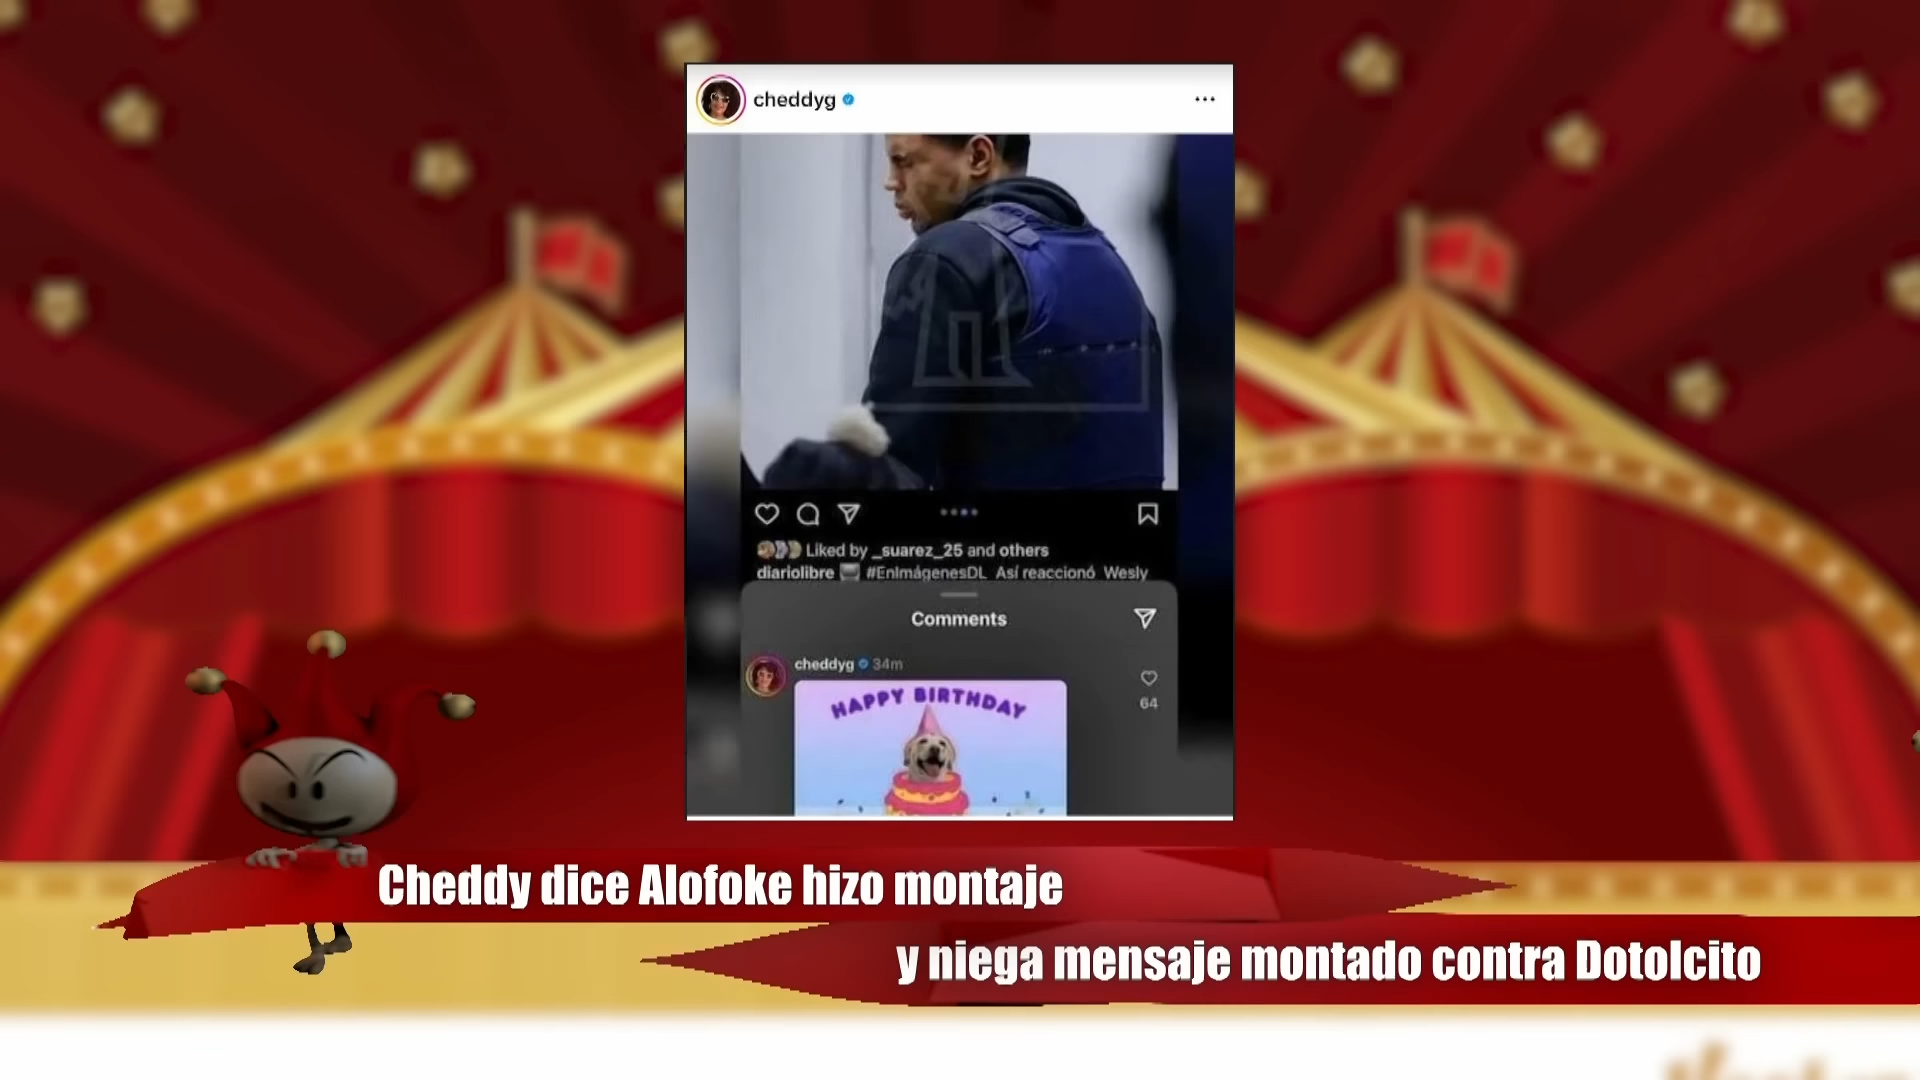 cheddyg
Liked by _suarez_25 and others
diariolibre #EnImágenesDL Así reaccionó Wesly
Comments
cheddyg 34m
64
HAPPY BIRTHDAY
Cheddy dice Alofoke hizo montaje
y niega mensaje montado contra Dotolcito